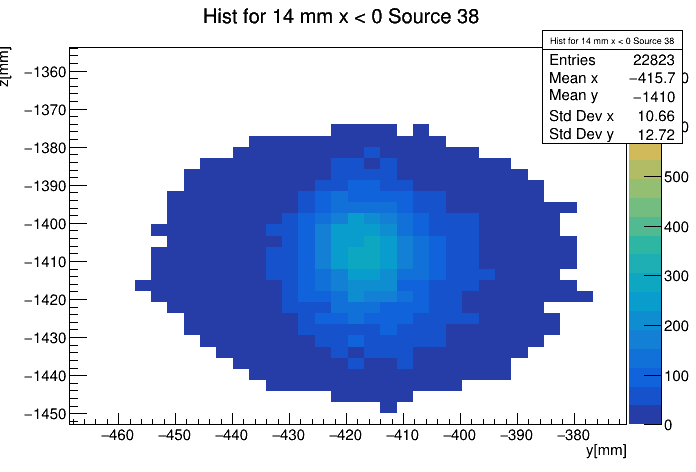 Hist for 14 mm x < 0 Source 38
Hist for 14 mm x < 0 Source 38
Entries 22823
Mean x −415.7
Mean y −1410
Std Dev x 10.66
Std Dev y 12.72
z[mm]
−1360
−1370
−1380
−1390
−1400
−1410
−1420
−1430
−1440
−1450
−460 −450 −440 −430 −420 −410 −400 −390 −380
y[mm]
500
400
300
200
100
0